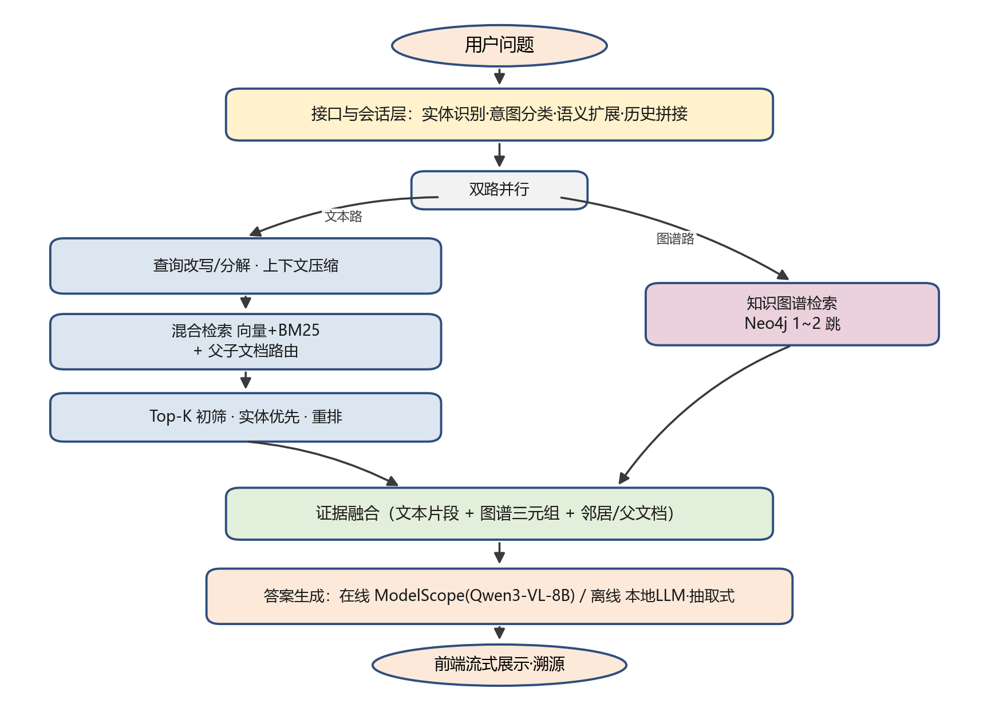 用户问题
接口与会话层：实体识别·意图分类·语义扩展·历史拼接
双路并行
文本路
图谱路
查询改写/分解 · 上下文压缩
混合检索 向量+BM25
+ 父子文档路由
知识图谱检索
Neo4j 1~2 跳
Top-K 初筛 · 实体优先 · 重排
证据融合（文本片段 + 图谱三元组 + 邻居/父文档）
答案生成：在线 ModelScope(Qwen3-VL-8B) / 离线 本地LLM·抽取式
前端流式展示·溯源